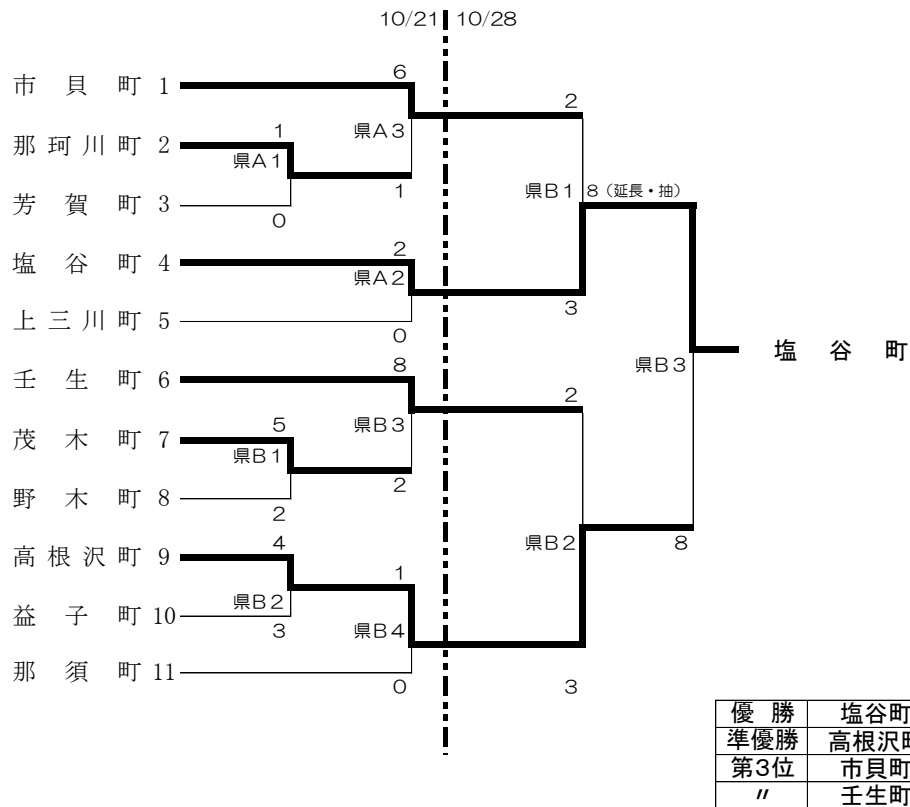 10/21 10/28
6
市貝町 1
2
県A3
1
那珂川町 2
県A1
1
県B1 8（延長・抽）
芳賀町 3
0
2
塩谷町 4
県A2
3
上三川町 5
0
塩谷町
8
県B3
壬生町 6
2
県B3
5
茂木町 7
県B1
2
野木町 8
2
4
県B2
8
高根沢町 9
1
県B2
益子町 10
3
県B4
那須町 11
0
3
優勝 塩谷町
準優勝 高根沢町
第3位 市貝町
〃 壬生町